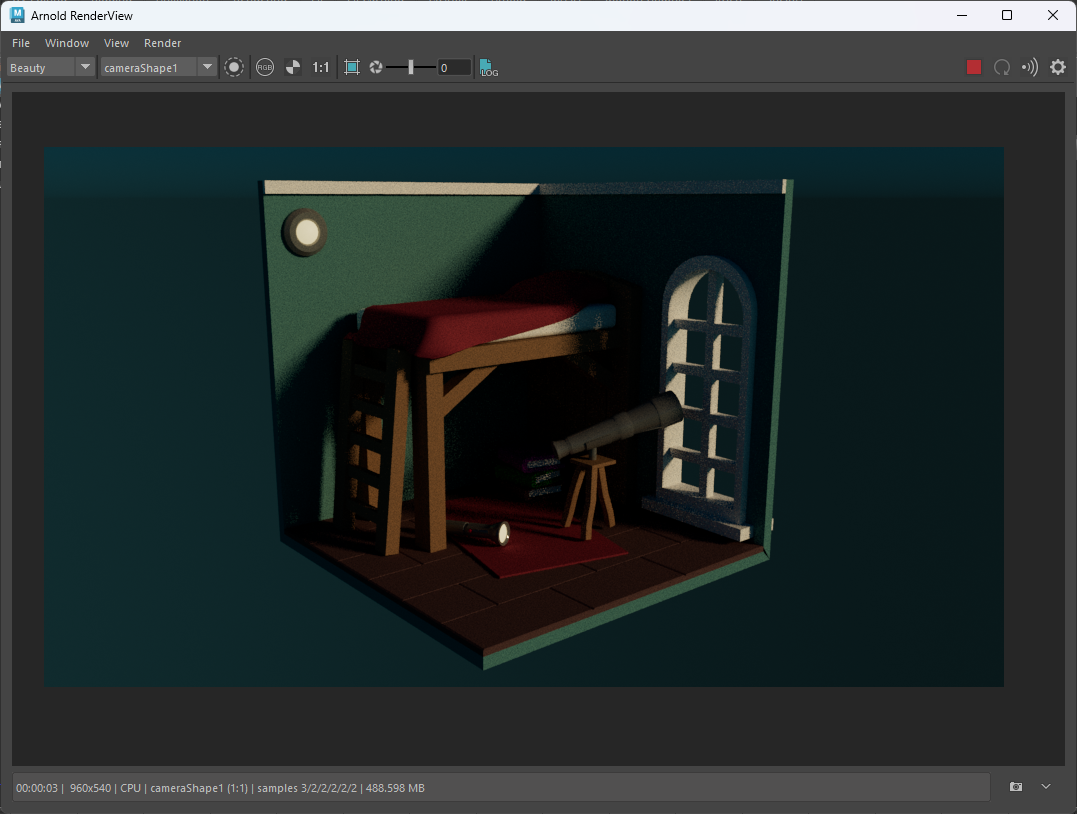 Arnold RenderView
File Window View Render
Beauty cameraShape1 RGB 1:1 0 LOG
00:00:03 | 960x540 | CPU | cameraShape1 (1:1) | samples 3/2/2/2/2/2 | 488.598 MB